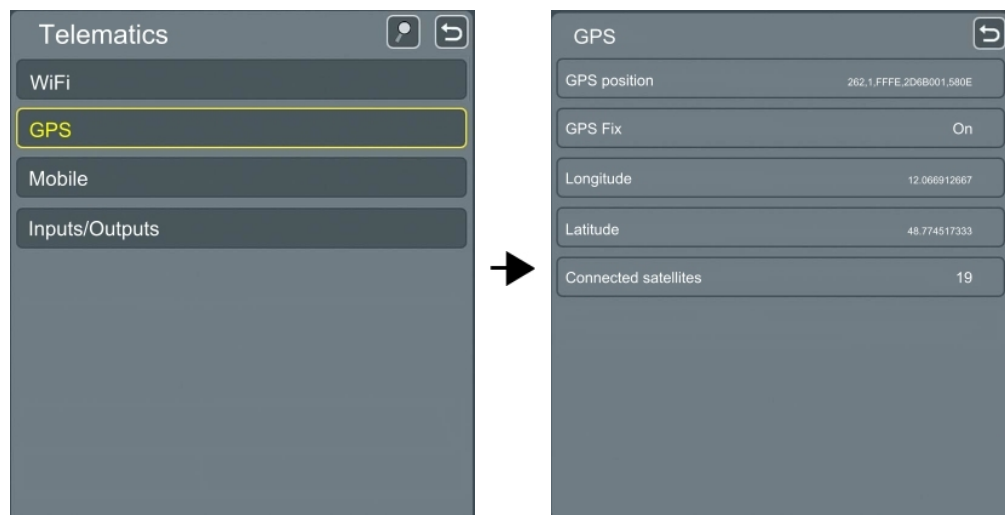 Telematics
WiFi
GPS
Mobile
Inputs/Outputs
GPS
GPS position 262,1,FFFE,2D6B001,580E
GPS Fix On
Longitude 12.066912667
Latitude 48.774517333
Connected satellites 19